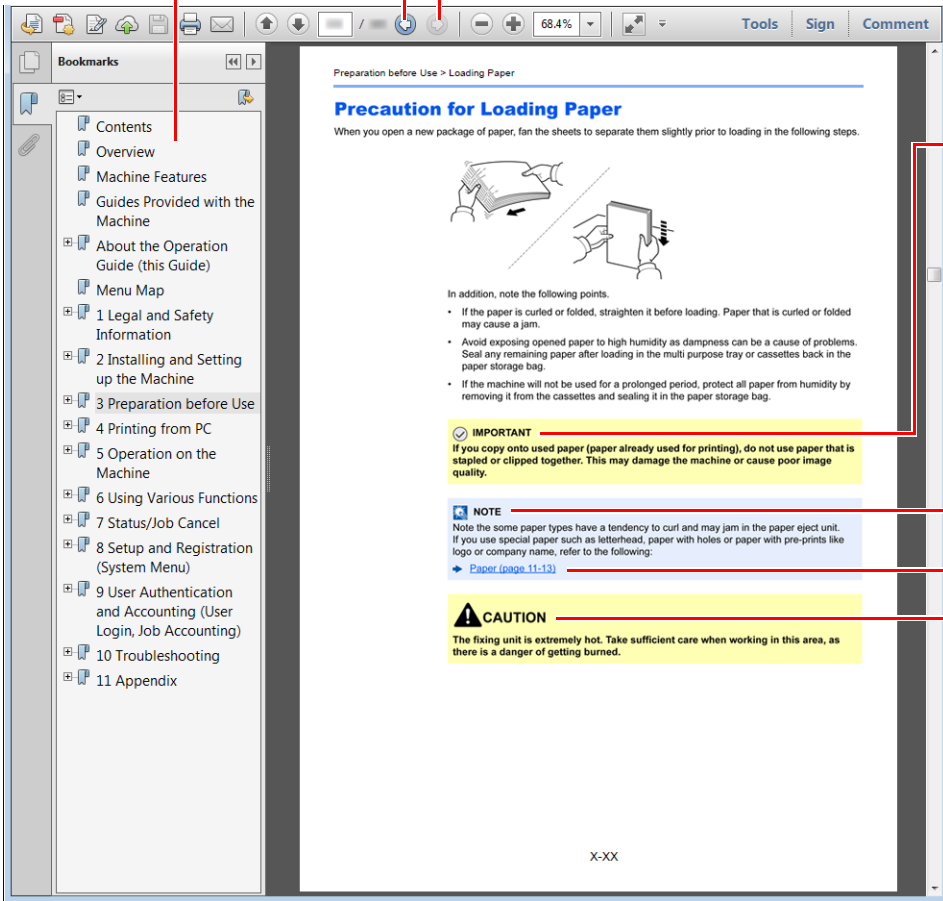 /
68.4%
Tools
Sign
Comment
Bookmarks
Contents
Overview
Machine Features
Guides Provided with the
Machine
About the Operation
Guide (this Guide)
Menu Map
1 Legal and Safety
Information
2 Installing and Setting
up the Machine
3 Preparation before Use
4 Printing from PC
5 Operation on the
Machine
6 Using Various Functions
7 Status/Job Cancel
8 Setup and Registration
(System Menu)
9 User Authentication
and Accounting (User
Login, Job Accounting)
10 Troubleshooting
11 Appendix
Preparation before Use > Loading Paper
Precaution for Loading Paper
When you open a new package of paper, fan the sheets to separate them slightly prior to loading in the following steps.
In addition, note the following points.
• If the paper is curled or folded, straighten it before loading. Paper that is curled or folded
may cause a jam.
• Avoid exposing opened paper to high humidity as dampness can be a cause of problems.
Seal any remaining paper after loading in the multi purpose tray or cassettes back in the
paper storage bag.
• If the machine will not be used for a prolonged period, protect all paper from humidity by
removing it from the cassettes and sealing it in the paper storage bag.
IMPORTANT
If you copy onto used paper (paper already used for printing), do not use paper that is
stapled or clipped together. This may damage the machine or cause poor image
quality.
NOTE
Note the some paper types have a tendency to curl and may jam in the paper eject unit.
If you use special paper such as letterhead, paper with holes or paper with pre-prints like
logo or company name, refer to the following:
Paper (page 11-13)
CAUTION
The fixing unit is extremely hot. Take sufficient care when working in this area, as
there is a danger of getting burned.
X-XX